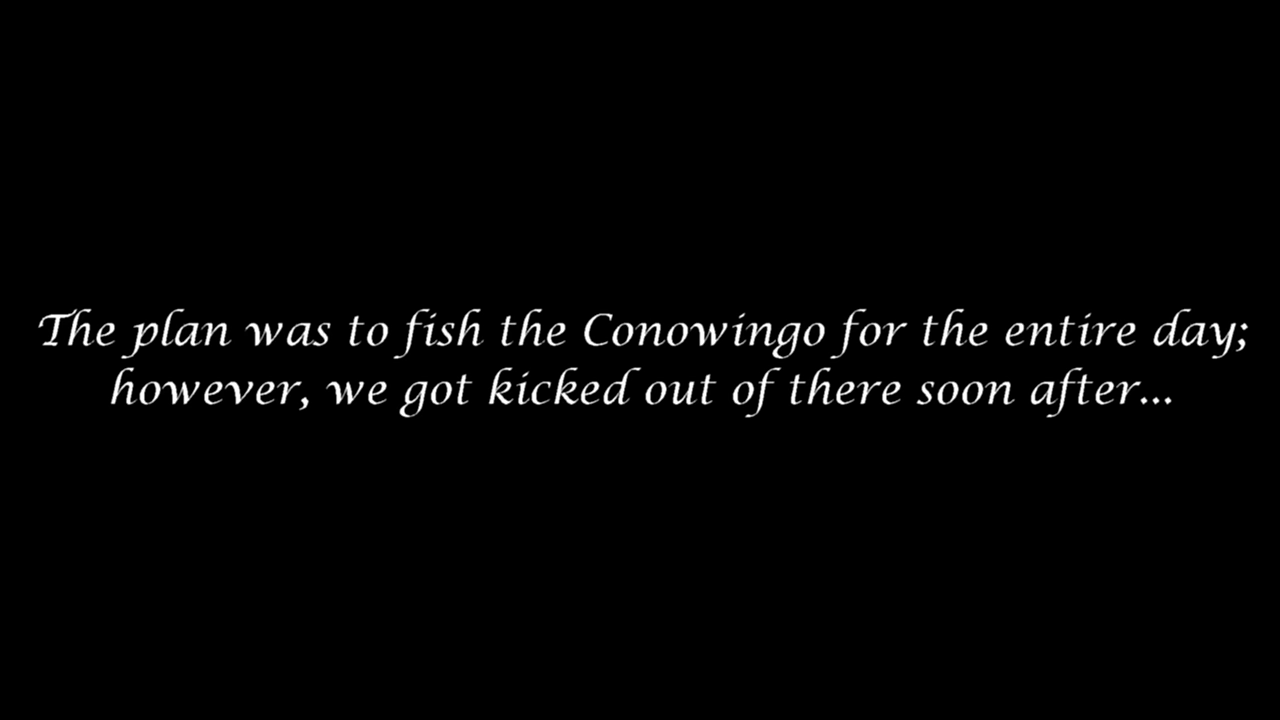 The plan was to fish the Conowingo for the entire day;
however, we got kicked out of there soon after...